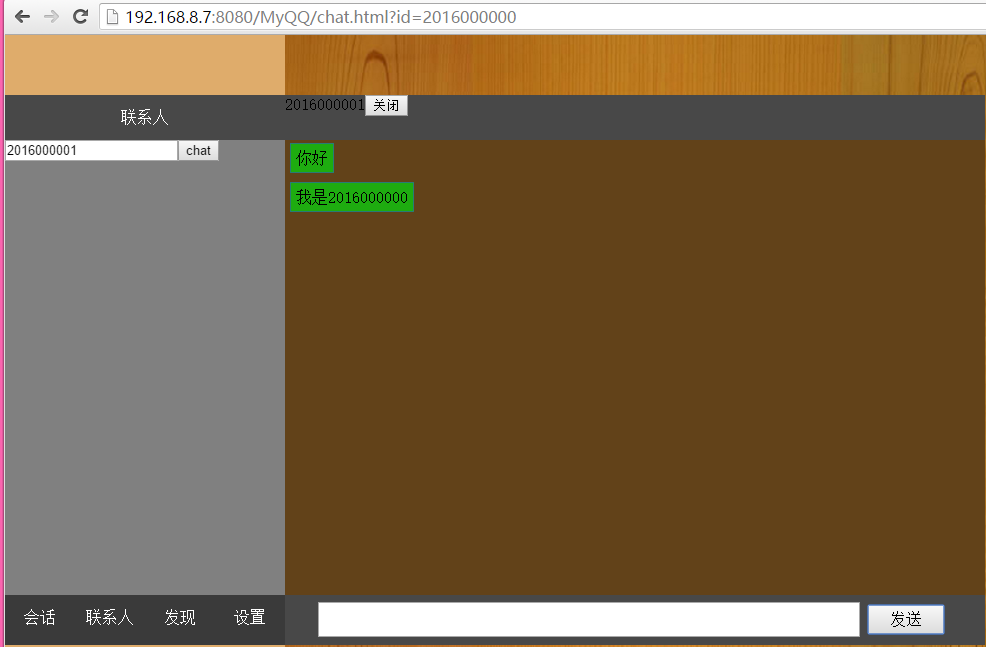 192.168.8.7:8080/MyQQ/chat.html?id=2016000000
联系人
2016000001 关闭
2016000001 chat
你好
我是2016000000
会话 联系人 发现 设置
发送